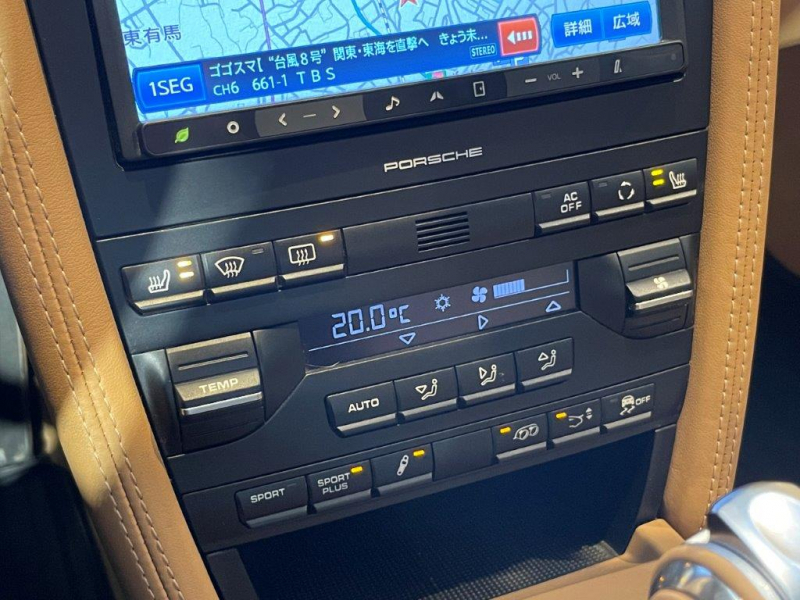 東有馬
詳細 広域
1SEG
ゴゴスマ【“台風8号” 関東・東海を直撃へ きょう未...
STEREO
CH6 661-1 TBS
VOL
PORSCHE
AC
OFF
20.0°C
TEMP
AUTO
OFF
SPORT
SPORT
PLUS